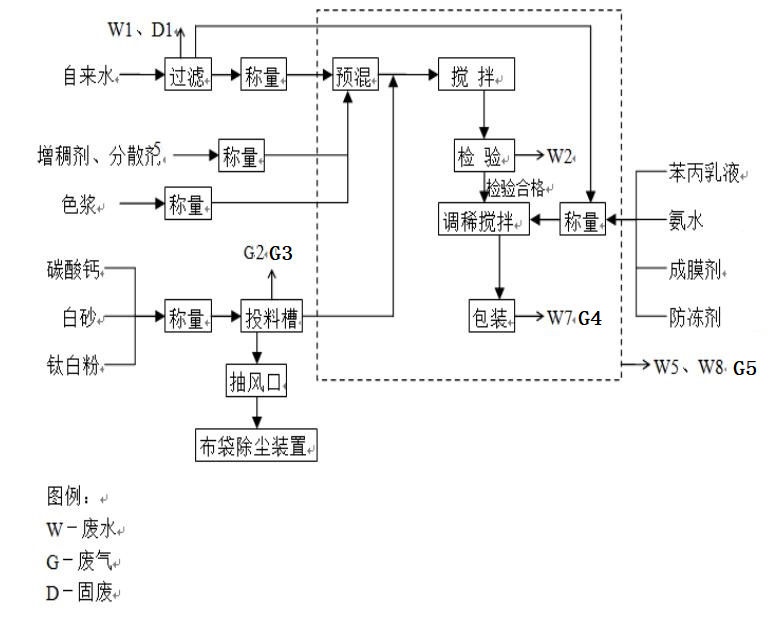 W1、D1
自来水
过滤
称量
预混
搅 拌
增稠剂、分散剂5
称量
检 验
W2
苯丙乳液
检验合格
色浆
称量
调稀搅拌
称量
氨水
G2 G3
碳酸钙
成膜剂
白砂
称量
投料槽
包装
W7 G4
防冻剂
钛白粉
W5、W8 G5
抽风口
布袋除尘装置
图例：
W－废水
G－废气
D－固废